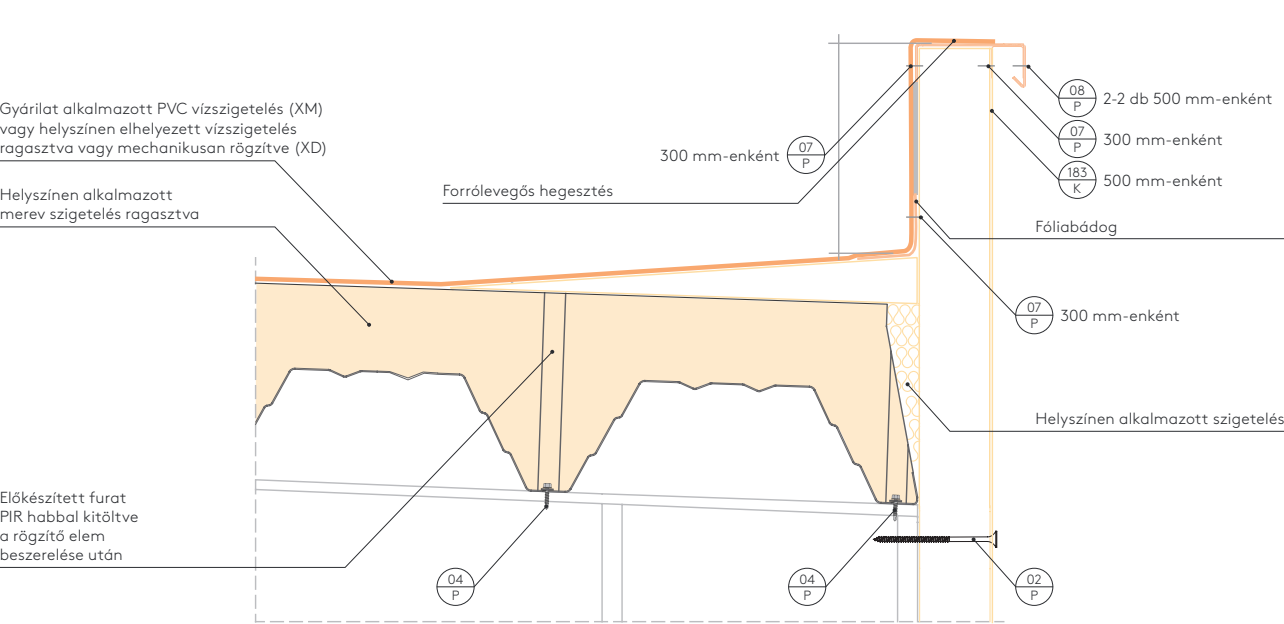 Gyárilat alkalmazott PVC vízszigetelés (XM)
vagy helyszínen elhelyezett vízszigetelés
ragasztva vagy mechanikusan rögzítve (XD)
Helyszínen alkalmazott
merev szigetelés ragasztva
Forrólevegős hegesztés
300 mm-enként
07
P
08
P
2-2 db 500 mm-enként
07
P
300 mm-enként
183
K
500 mm-enként
Fóliabádog
07
P
300 mm-enként
Helyszínen alkalmazott szigetelés
Előkészített furat
PIR habbal kitöltve
a rögzítő elem
beszerelése után
04
P
04
P
02
P